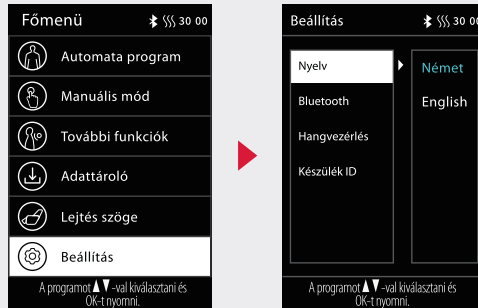 Főmenü 30 00
Automata program
Manuális mód
További funkciók
Adattároló
Lejtés szöge
Beállítás
A programot ▲▼ -val kiválasztani és
OK-t nyomni.
Beállítás 30 00
Nyelv
Bluetooth
Hangvezérlés
Készülék ID
Német
English
A programot ▲▼ -val kiválasztani és
OK-t nyomni.